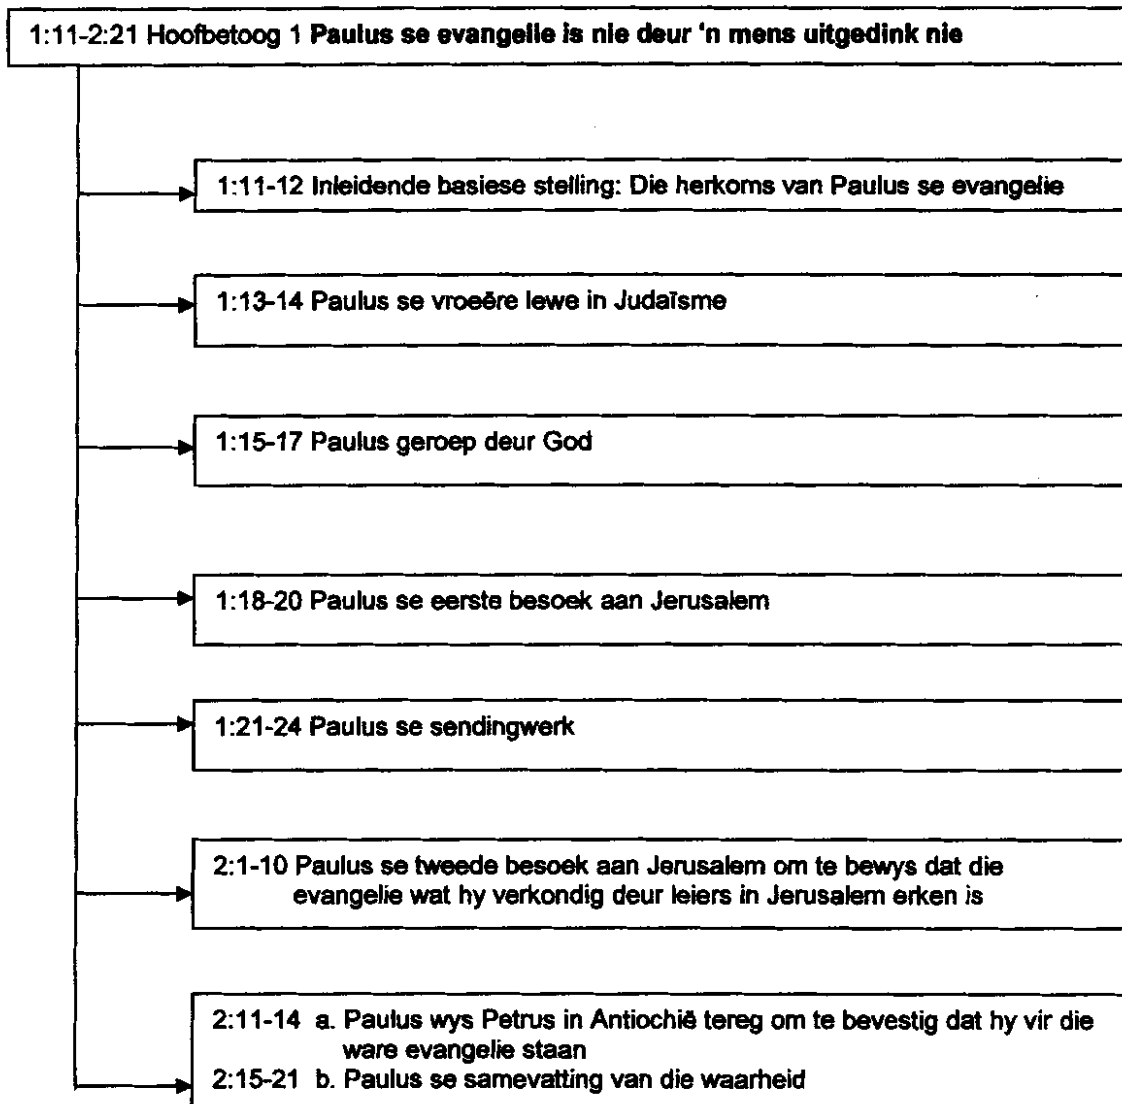 1:11-2:21 Hoofbetoog 1 Paulus se evangelie is nie deur 'n mens uitgedink nie
1:11-12 Inleidende basiese stelling: Die herkoms van Paulus se evangelie
1:13-14 Paulus se vroeëre lewe in Judaïsme
1:15-17 Paulus geroep deur God
1:18-20 Paulus se eerste besoek aan Jerusalem
1:21-24 Paulus se sendingwerk
2:1-10 Paulus se tweede besoek aan Jerusalem om te bewys dat die
evangelie wat hy verkondig deur leiers in Jerusalem erken is
2:11-14 a. Paulus wys Petrus in Antiochië tereg om te bevestig dat hy vir die
ware evangelie staan
2:15-21 b. Paulus se samevatting van die waarheid